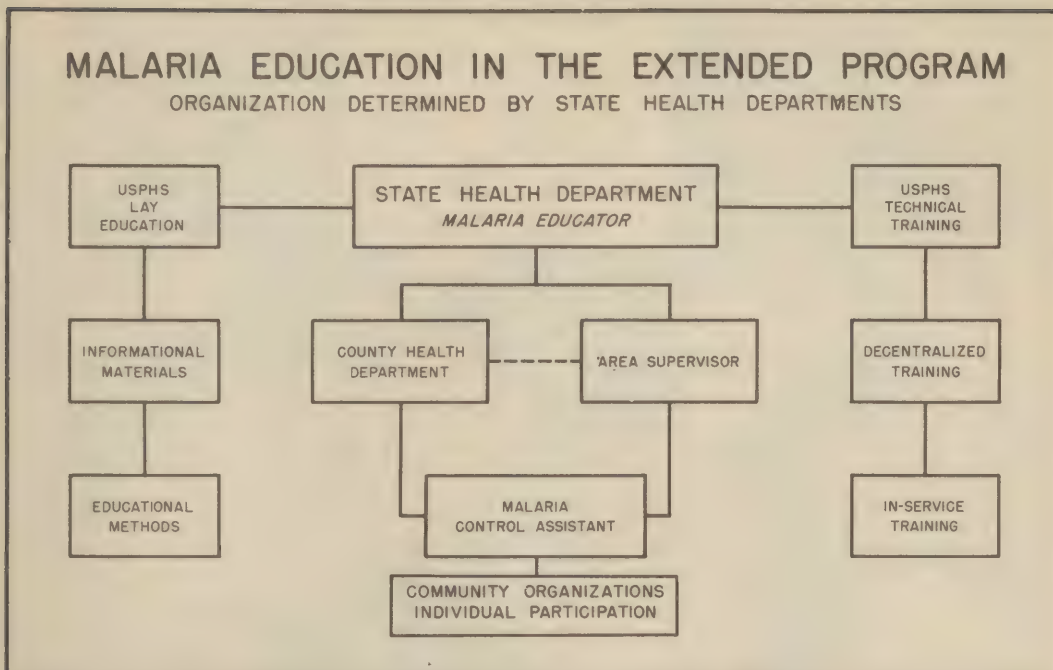 MALARIA EDUCATION IN THE EXTENDED PROGRAM
ORGANIZATION DETERMINED BY STATE HEALTH DEPARTMENTS
USPHS
LAY
EDUCATION
STATE HEALTH DEPARTMENT
MALARIA EDUCATOR
USPHS
TECHNICAL
TRAINING
INFORMATIONAL
MATERIALS
COUNTY HEALTH
DEPARTMENT
AREA SUPERVISOR
DECENTRALIZED
TRAINING
EDUCATIONAL
METHODS
MALARIA
CONTROL ASSISTANT
IN-SERVICE
TRAINING
COMMUNITY ORGANIZATIONS
INDIVIDUAL PARTICIPATION